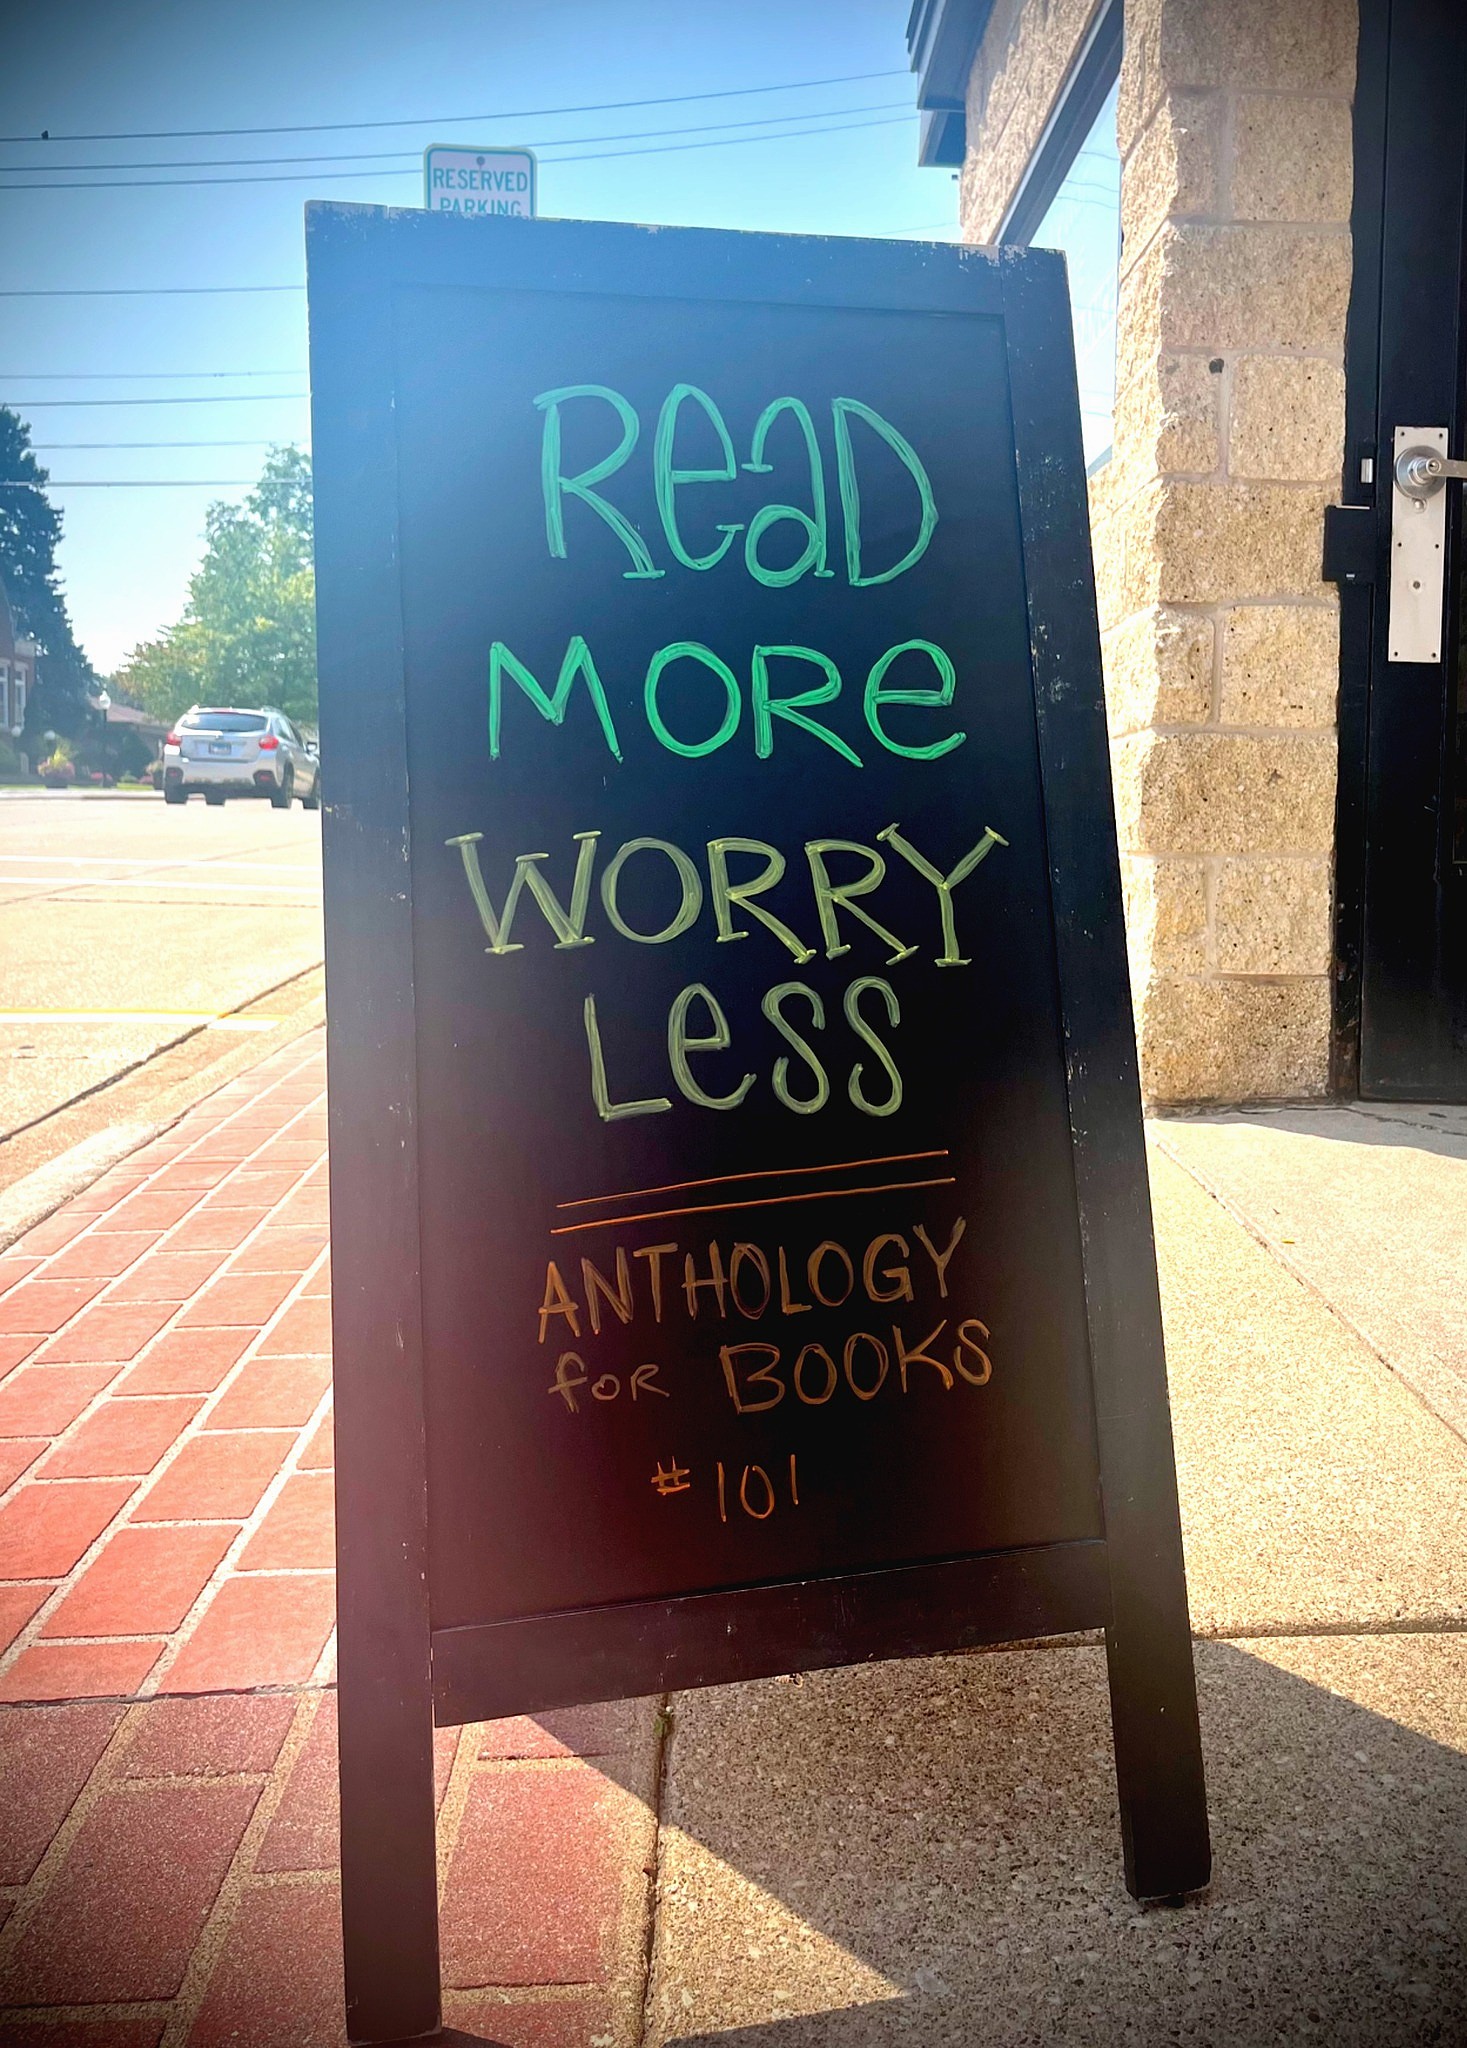 RESERVED
PARKING
ReaD
MORe
WORRY
Less
ANTHOLOGY
foR BOOKS
#101